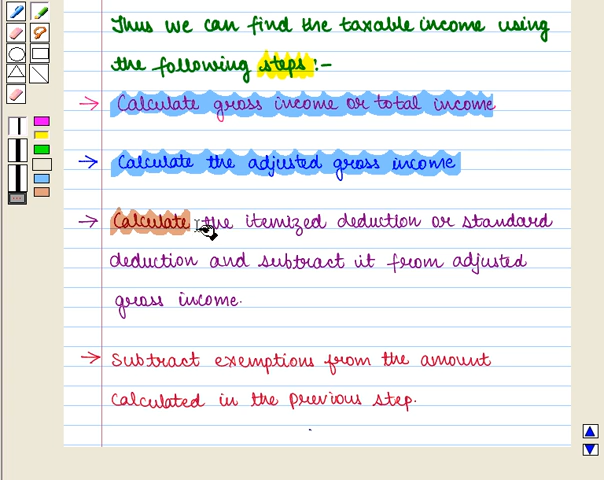 Thus we can find the taxable income using
the following steps :-
→ Calculate gross income or total income
→ Calculate the adjusted gross income
→ Calculate the itemized deduction or standard
deduction and subtract it from adjusted
gross income.
→ Subtract exemptions from the amount
calculated in the previous step.